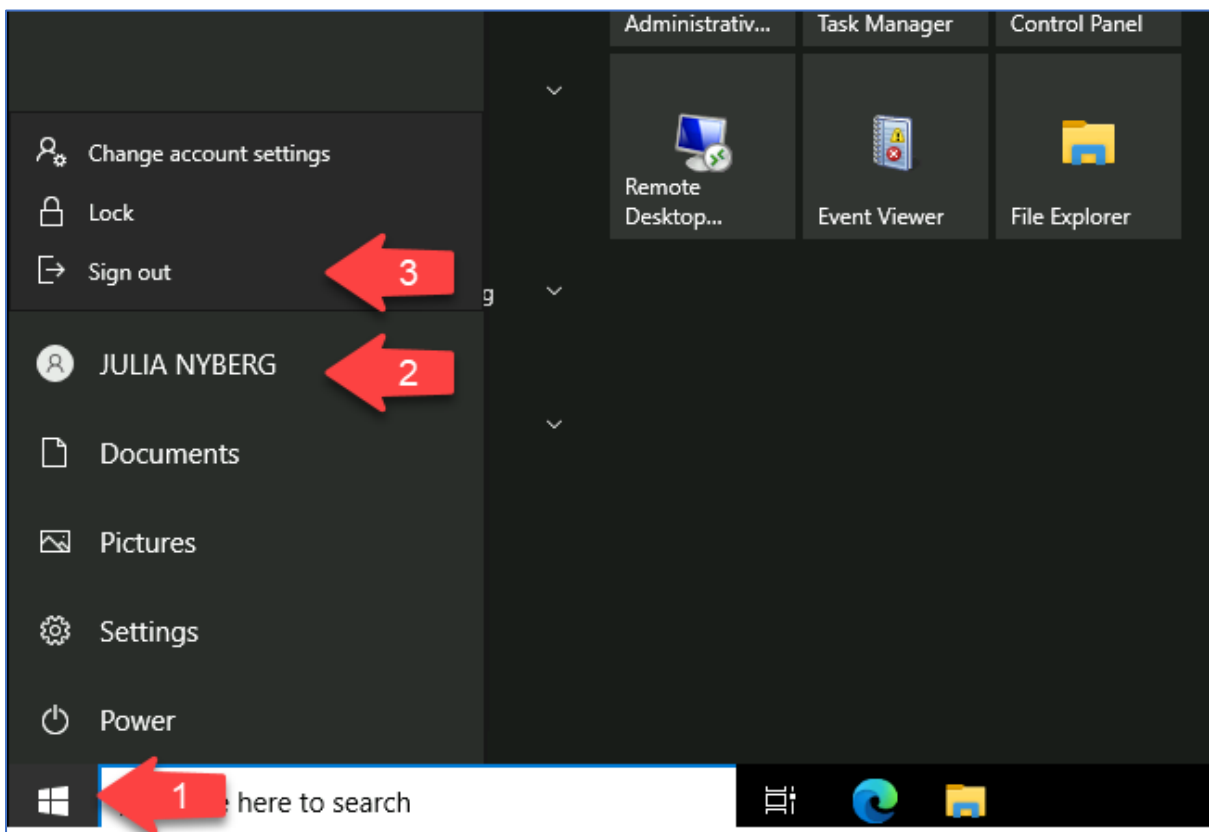 Administrativ...
Task Manager
Control Panel
Change account settings
Lock
Sign out
3
g
Remote
Desktop...
Event Viewer
File Explorer
JULIA NYBERG
2
Documents
Pictures
Settings
Power
1
here to search